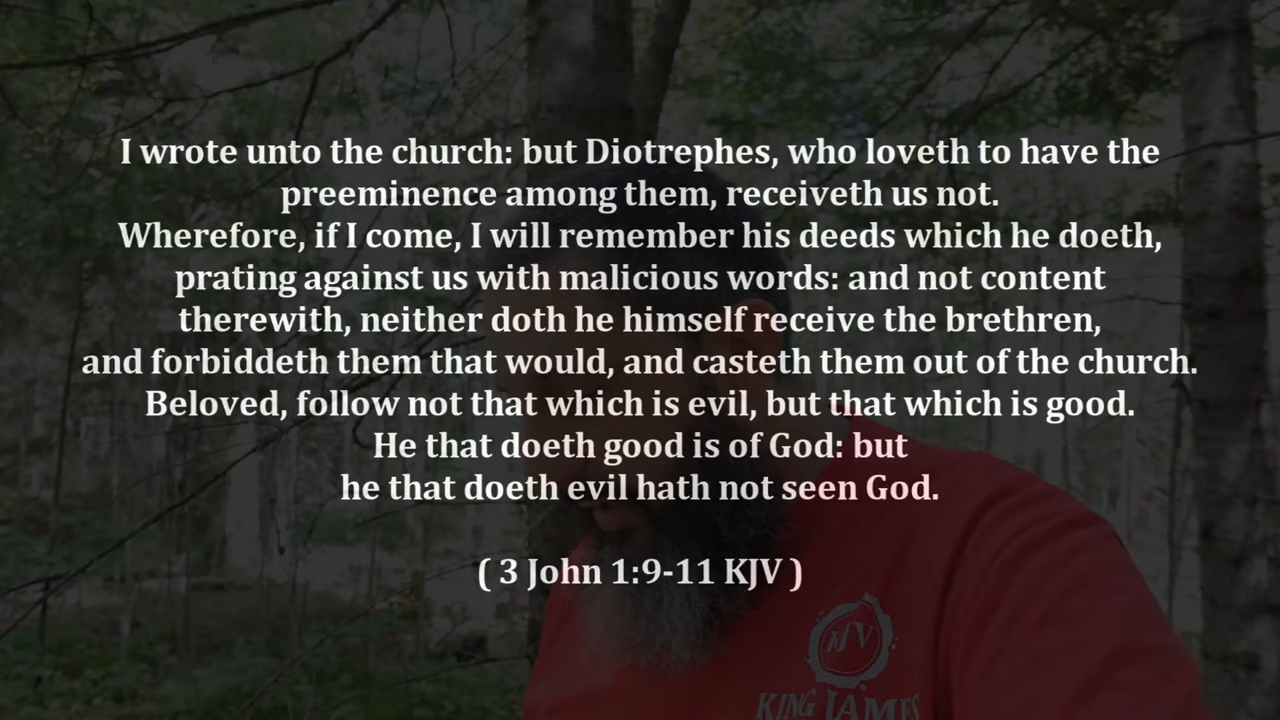 I wrote unto the church: but Diotrephes, who loveth to have the
preeminence among them, receiveth us not.
Wherefore, if I come, I will remember his deeds which he doeth,
prating against us with malicious words: and not content
therewith, neither doth he himself receive the brethren,
and forbiddeth them that would, and casteth them out of the church.
Beloved, follow not that which is evil, but that which is good.
He that doeth good is of God: but
he that doeth evil hath not seen God.
( 3 John 1:9-11 KJV )
KJV
KING JAMES